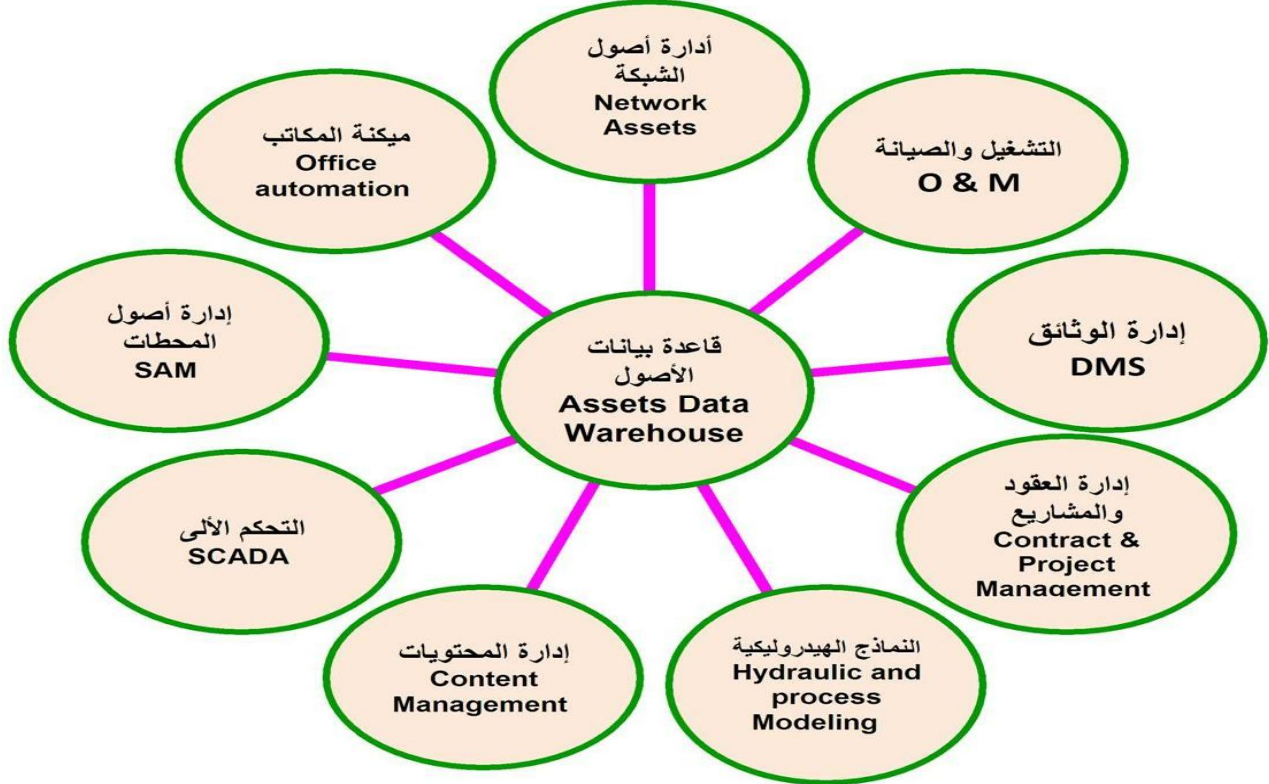 أدارة أصول
الشبكة
Network
Assets
ميكنة المكاتب
Office
automation
التشغيل والصيانة
O & M
إدارة أصول
المحطات
SAM
قاعدة بيانات
الأصول
Assets Data
Warehouse
إدارة الوثائق
DMS
التحكم الألى
SCADA
إدارة العقود
والمشاريع
Contract &
Project
Management
إدارة المحتويات
Content
Management
النماذج الهيدروليكية
Hydraulic and
process
Modeling